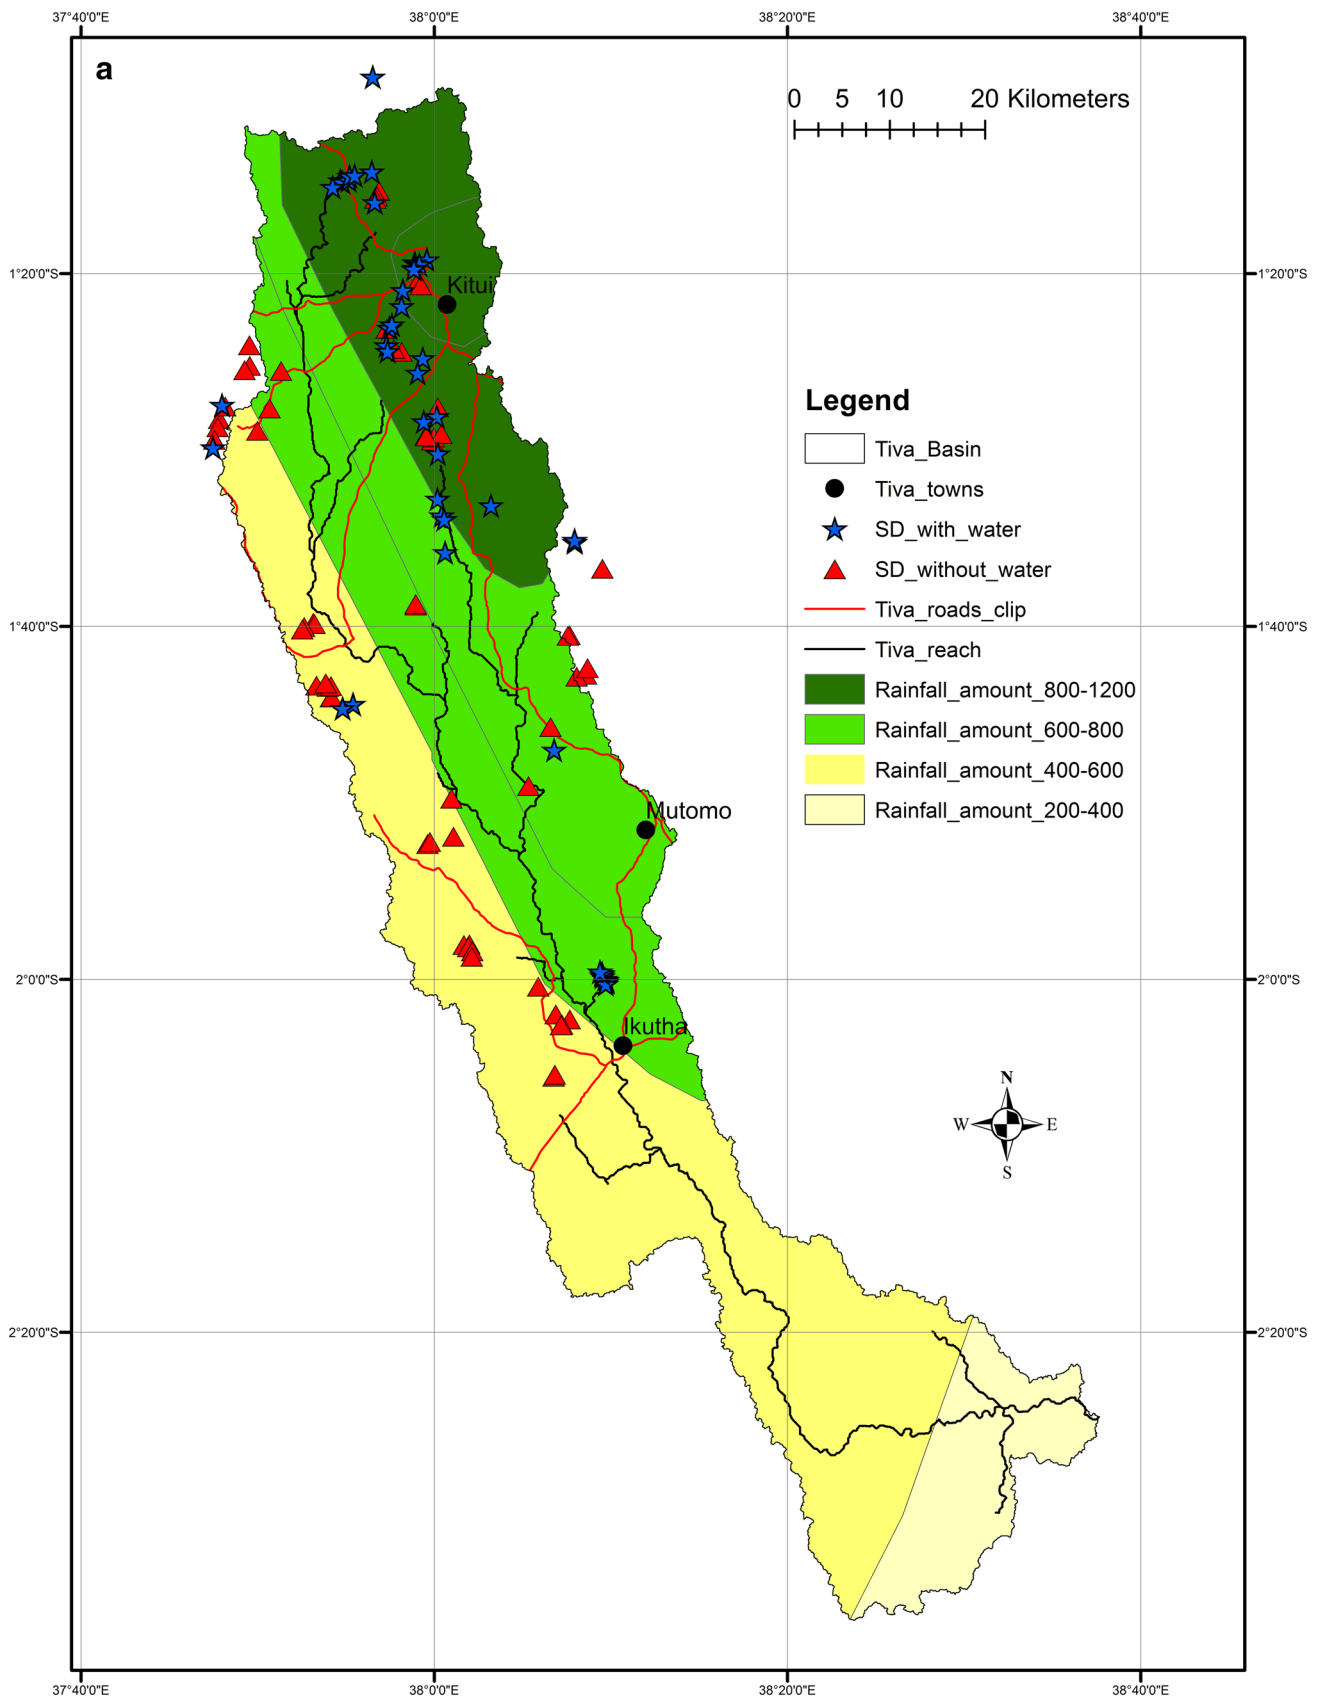 37°40'0"E 38°0'0"E 38°20'0"E 38°40'0"E
a
0 5 10 20 Kilometers
1°20'0"S 1°20'0"S
Kitui
Legend
Tiva_Basin
Tiva_towns
SD_with_water
SD_without_water
Tiva_roads_clip
1°40'0"S 1°40'0"S
Tiva_reach
Rainfall_amount_800-1200
Rainfall_amount_600-800
Rainfall_amount_400-600
Rainfall_amount_200-400
Mutomo
2°0'0"S 2°0'0"S
Ikutha
N
W E
S
2°20'0"S 2°20'0"S
37°40'0"E 38°0'0"E 38°20'0"E 38°40'0"E